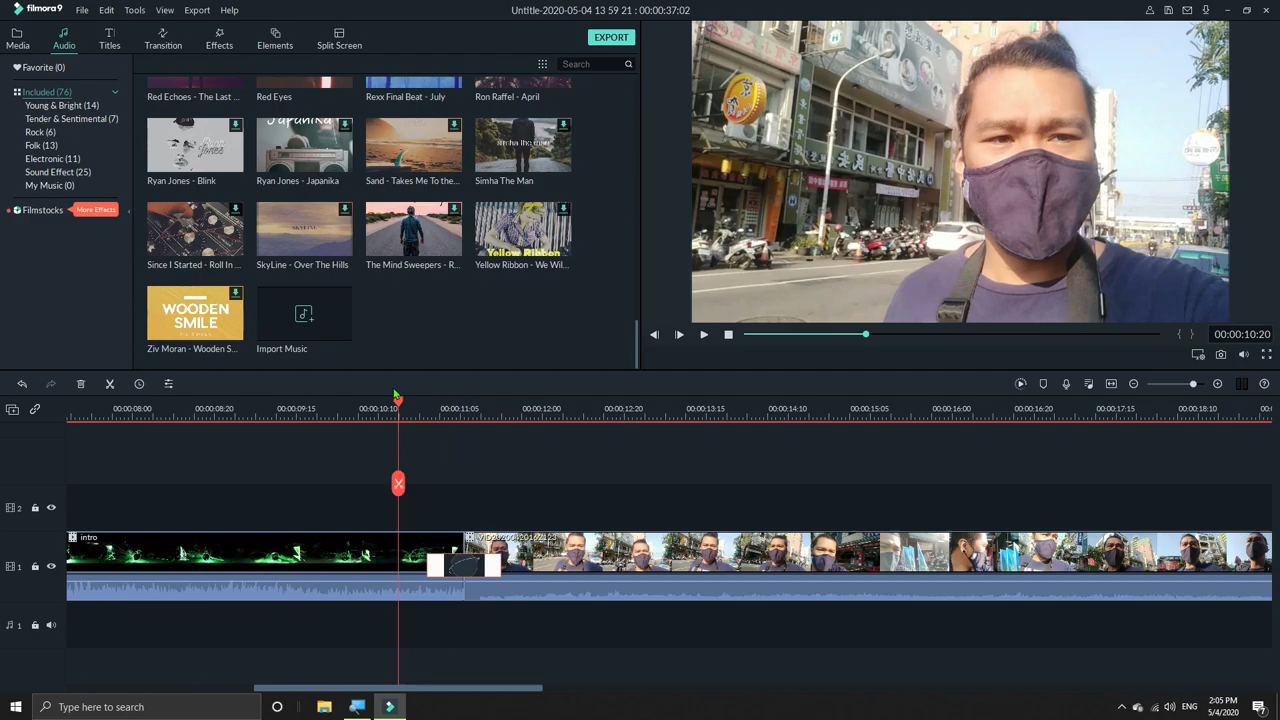 filmora9
File Edit Tools View Export Help
Untitle-2020-05-04 13 59 21 : 00:00:37:02
Media Audio Titles Transition Effects Elements Split Screen
EXPORT
Favorite (0)
Search
Included (76)
Young & Bright (14)
Tender & Sentimental (7)
Rock (6)
Folk (13)
Electronic (11)
Sound Effect (25)
My Music (0)
Filmstocks
More Effects
Red Echoes - The Last ...
Red Eyes
Rexx Final Beat - July
Ron Raffel - April
Ryan Jones - Blink
Ryan Jones - Japanika
Sand - Takes Me To the...
Simha The Man
Since I Started - Roll In ...
SkyLine - Over The Hills
The Mind Sweepers - R...
Yellow Ribbon
Yellow Ribbon - We Wil...
WOODEN
SMILE
Ziv Moran - Wooden S...
Import Music
00:00:10:20
00:00:08:00 00:00:08:20 00:00:09:15 00:00:10:10 00:00:11:05 00:00:12:00 00:00:12:20 00:00:13:15 00:00:14:10 00:00:15:05 00:00:16:00 00:00:16:20 00:00:17:15 00:00:18:10
2
intro
1
1
Type here to search
2:05 PM
5/4/2020